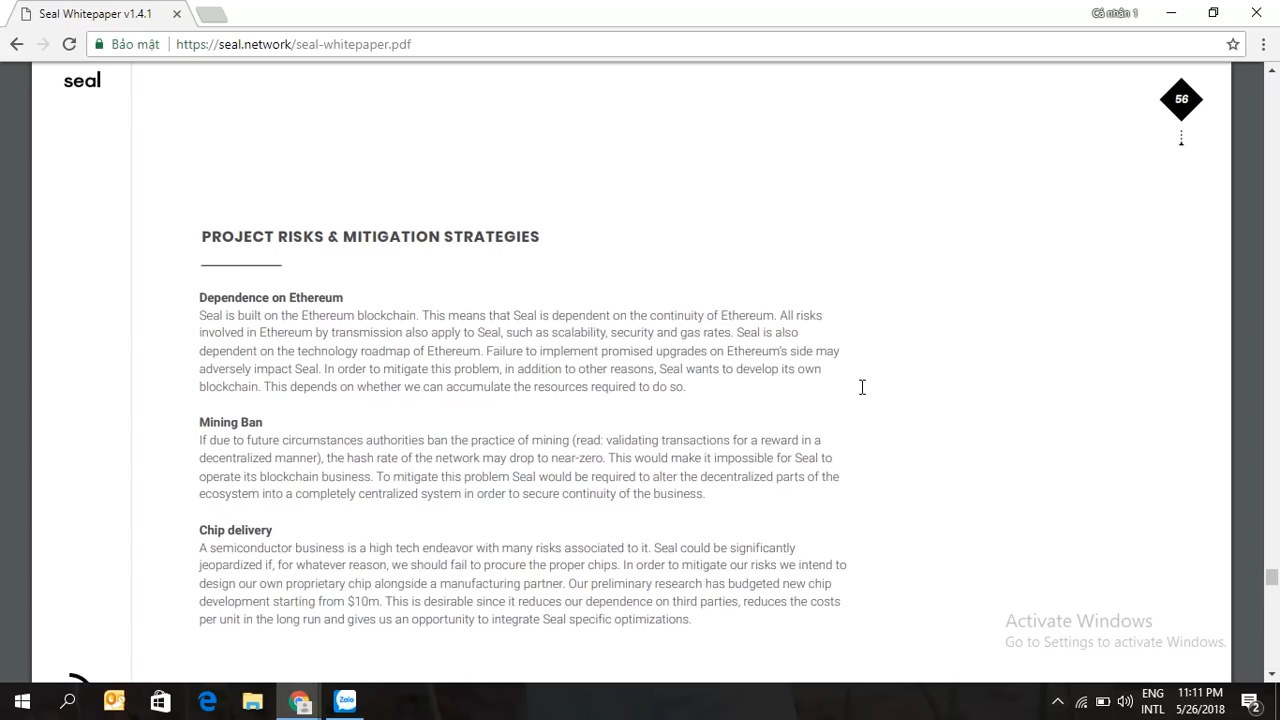 Seal Whitepaper v1.4.1
Cá nhân 1
Bảo mật
https://seal.network/seal-whitepaper.pdf
seal
56
PROJECT RISKS & MITIGATION STRATEGIES
Dependence on Ethereum
Seal is built on the Ethereum blockchain. This means that Seal is dependent on the continuity of Ethereum. All risks
involved in Ethereum by transmission also apply to Seal, such as scalability, security and gas rates. Seal is also
dependent on the technology roadmap of Ethereum. Failure to implement promised upgrades on Ethereum's side may
adversely impact Seal. In order to mitigate this problem, in addition to other reasons, Seal wants to develop its own
blockchain. This depends on whether we can accumulate the resources required to do so.
Mining Ban
If due to future circumstances authorities ban the practice of mining (read: validating transactions for a reward in a
decentralized manner), the hash rate of the network may drop to near-zero. This would make it impossible for Seal to
operate its blockchain business. To mitigate this problem Seal would be required to alter the decentralized parts of the
ecosystem into a completely centralized system in order to secure continuity of the business.
Chip delivery
A semiconductor business is a high tech endeavor with many risks associated to it. Seal could be significantly
jeopardized if, for whatever reason, we should fail to procure the proper chips. In order to mitigate our risks we intend to
design our own proprietary chip alongside a manufacturing partner. Our preliminary research has budgeted new chip
development starting from $10m. This is desirable since it reduces our dependence on third parties, reduces the costs
per unit in the long run and gives us an opportunity to integrate Seal specific optimizations.
Activate Windows
Go to Settings to activate Windows.
Zalo
ENG
INTL
11:11 PM
5/26/2018
2